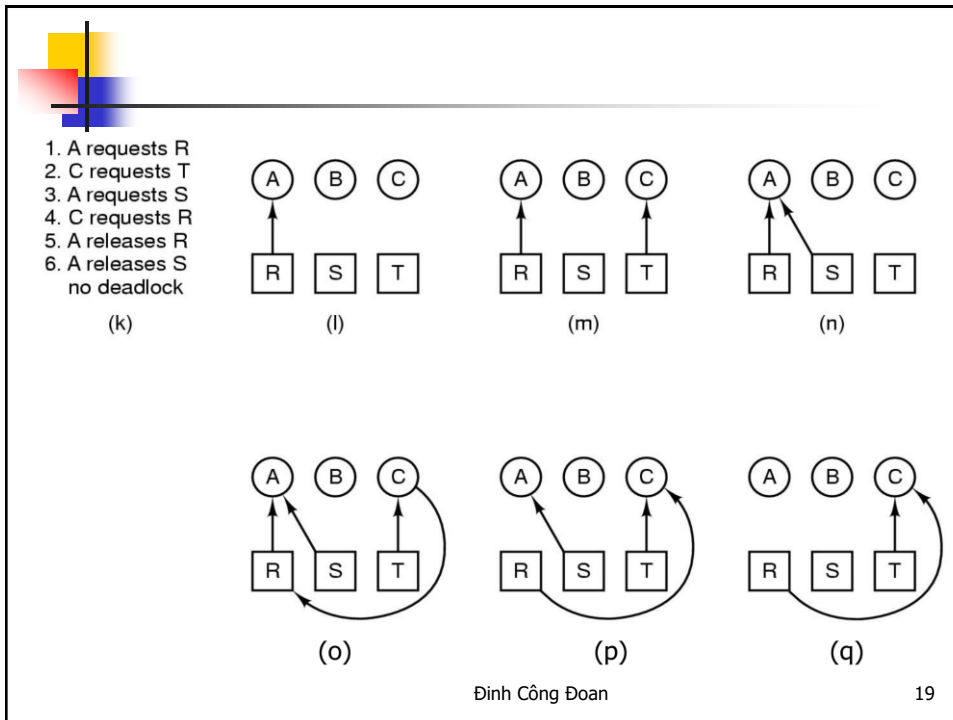 1. A requests R
2. C requests T
3. A requests S
4. C requests R
5. A releases R
6. A releases S
no deadlock
(k)
A B C
R S T
(l)
A B C
R S T
(m)
A B C
R S T
(n)
A B C
R S T
(o)
A B C
R S T
(p)
A B C
R S T
(q)
Đinh Công Đoan
19